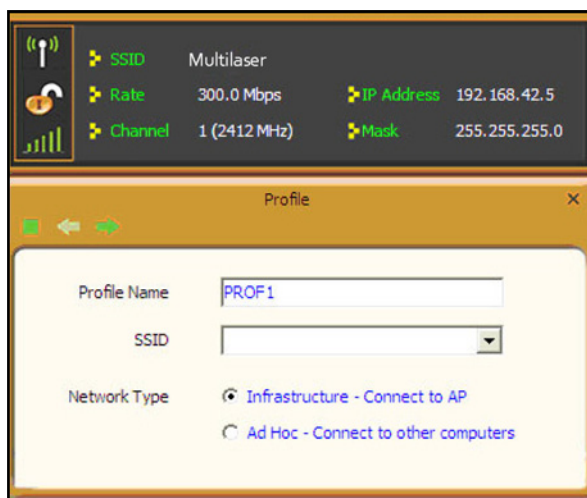 SSID Multilaser
Rate 300.0 Mbps IP Address 192.168.42.5
Channel 1 (2412 MHz) Mask 255.255.255.0
Profile
Profile Name PROF1
SSID
Network Type Infrastructure - Connect to AP
Ad Hoc - Connect to other computers